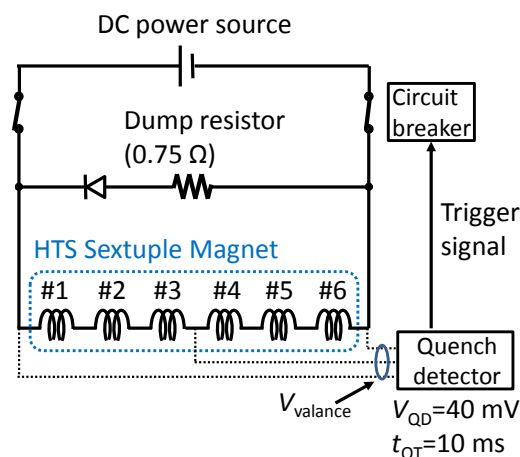 DC power source
Circuit
breaker
Dump resistor
(0.75 Ω)
Trigger
signal
HTS Sextuple Magnet
#1 #2 #3 #4 #5 #6
Quench
detector
Vvalance
VQD=40 mV
tQT=10 ms